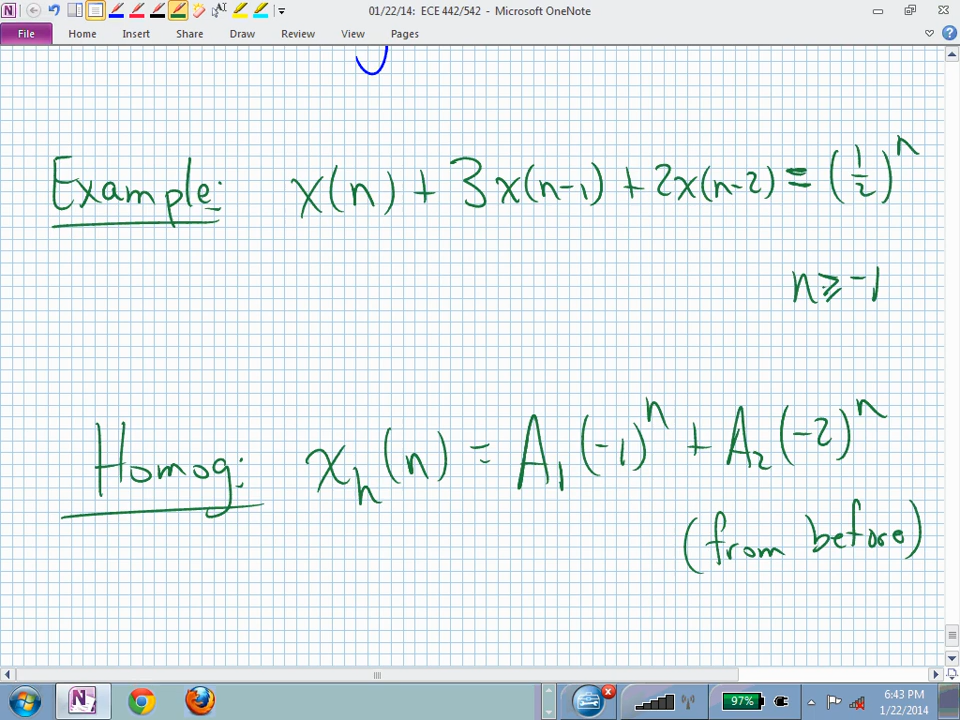 01/22/14: ECE 442/542 - Microsoft OneNote
File Home Insert Share Draw Review View Pages
Example: x(n) + 3x(n-1) + 2x(n-2) = (1/2)^n
n ≥ -1
Homog: x_h(n) = A_1(-1)^n + A_2(-2)^n
(from before)
97%
6:43 PM
1/22/2014